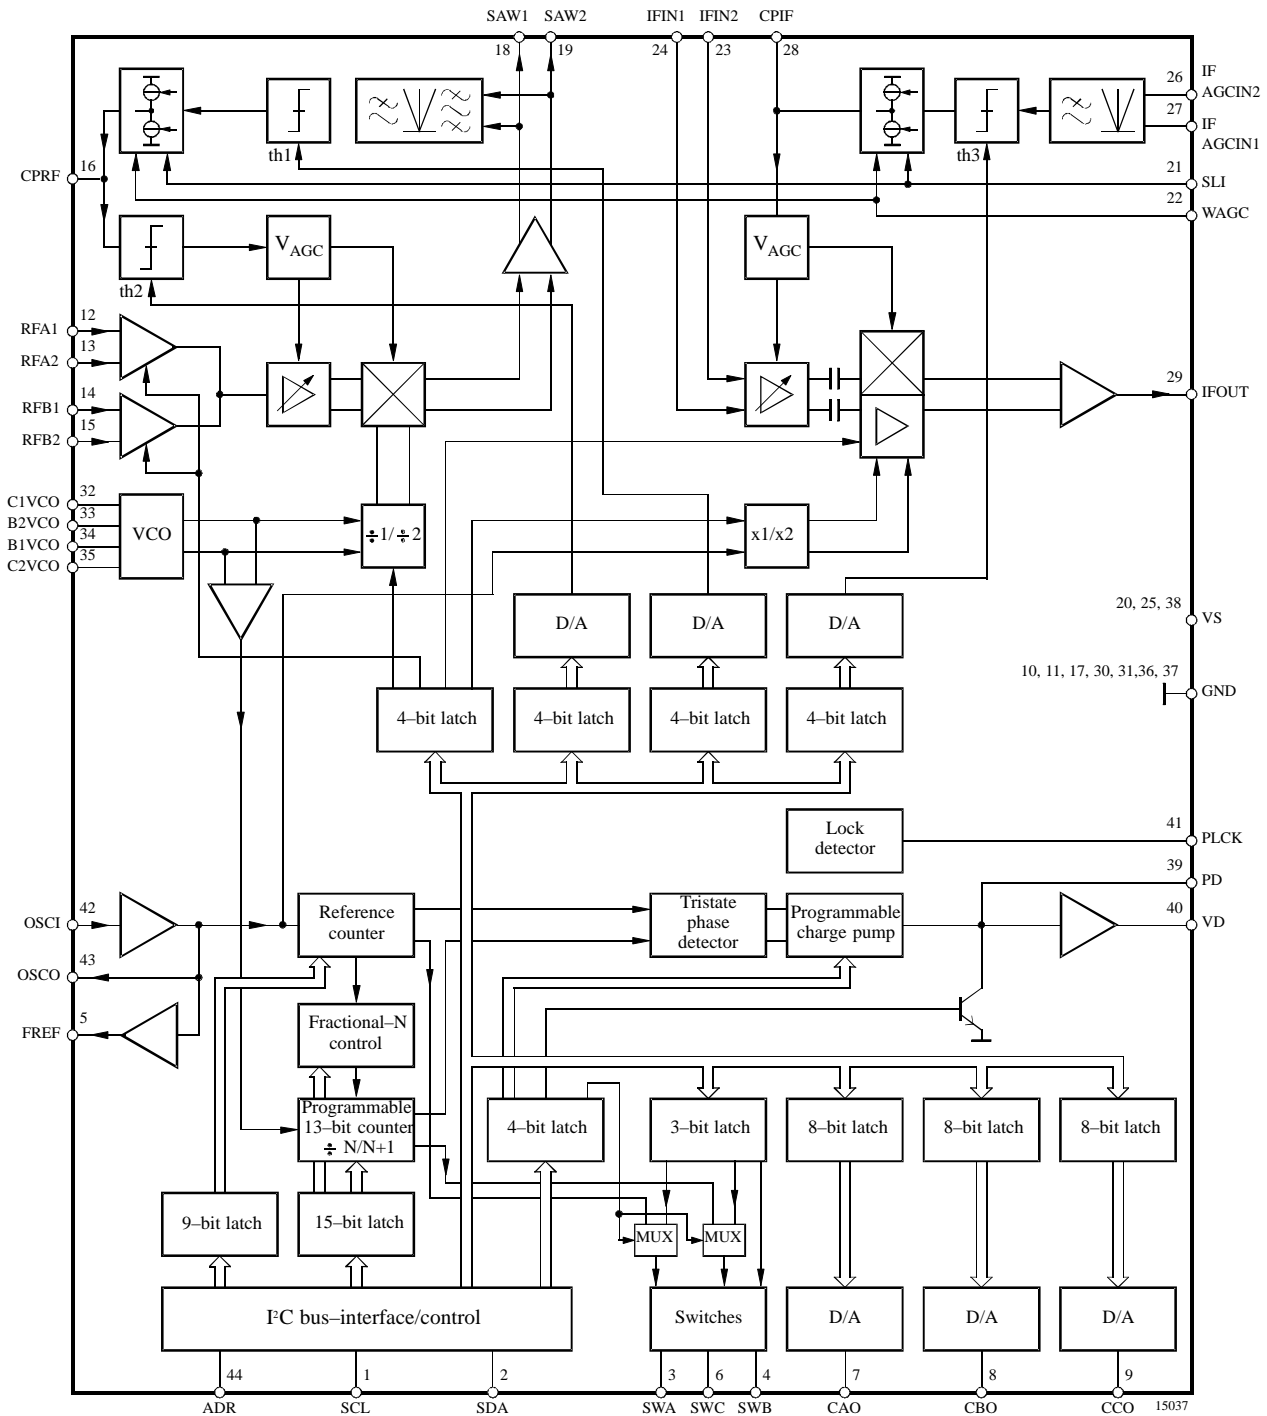 SAW1 SAW2 IFIN1 IFIN2 CPIF
18 19 24 23 28
26 IF
AGCIN2
27 IF
AGCIN1
th1 th3
16
CPRF
21
SLI
22
WAGC
VAGC VAGC
th2
12
RFA1
13
RFA2
14
RFB1
15
RFB2
29
IFOUT
32
C1VCO
33
B2VCO
34
B1VCO
35
C2VCO
VCO ÷1/÷2 x1/x2
20, 25, 38
VS
D/A D/A D/A
10, 11, 17, 30, 31,36, 37
GND
4–bit latch 4–bit latch 4–bit latch 4–bit latch
Lock
detector
41
PLCK
39
PD
42
OSCI
Reference
counter
Tristate
phase
detector
Programmable
charge pump
40
VD
43
OSCO
5
FREF
Fractional–N
control
Programmable
13–bit counter
÷ N/N+1
4–bit latch 3–bit latch 8–bit latch 8–bit latch 8–bit latch
9–bit latch 15–bit latch
MUX MUX
I²C bus–interface/control Switches D/A D/A D/A
44 1 2 3 6 4 7 8 9
ADR SCL SDA SWA SWC SWB CAO CBO CCO 15037